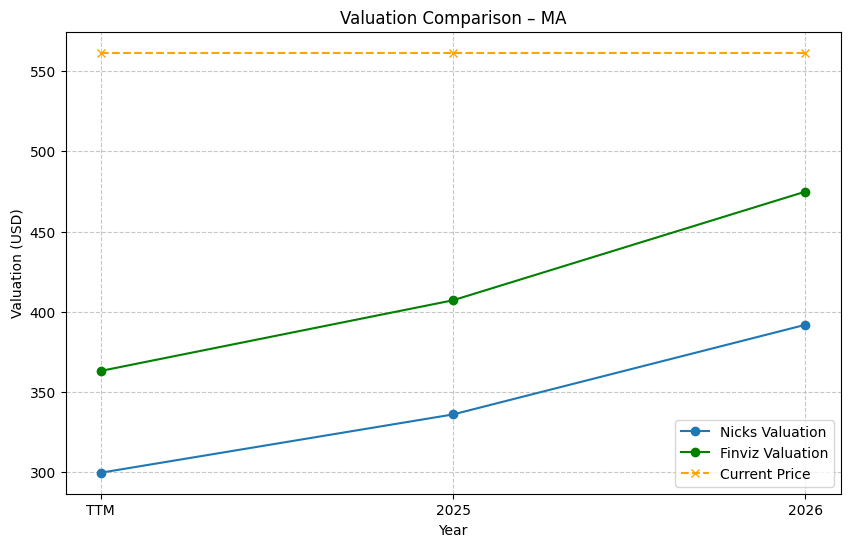 Valuation Comparison – MA
Valuation (USD)
550
500
450
400
350
300
TTM
2025
2026
Year
Nicks Valuation
Finviz Valuation
Current Price